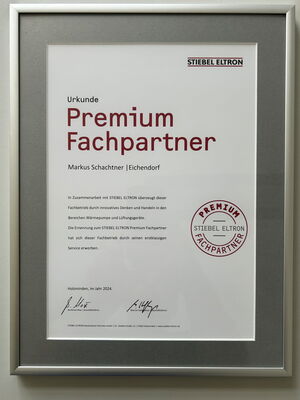 STIEBEL ELTRON
Urkunde
Premium
Fachpartner
Markus Schachtner | Eichendorf
In Zusammenarbeit mit STIEBEL ELTRON überzeugt dieser
Fachbetrieb durch innovatives Denken und Handeln in den
Bereichen Wärmepumpe und Lüftungsgeräte.
Die Ernennung zum STIEBEL ELTRON Premium Fachpartner
hat sich dieser Fachbetrieb durch seinen erstklassigen
Service erworben.
PREMIUM
STIEBEL ELTRON
FACHPARTNER
Holzminden, im Jahr 2024